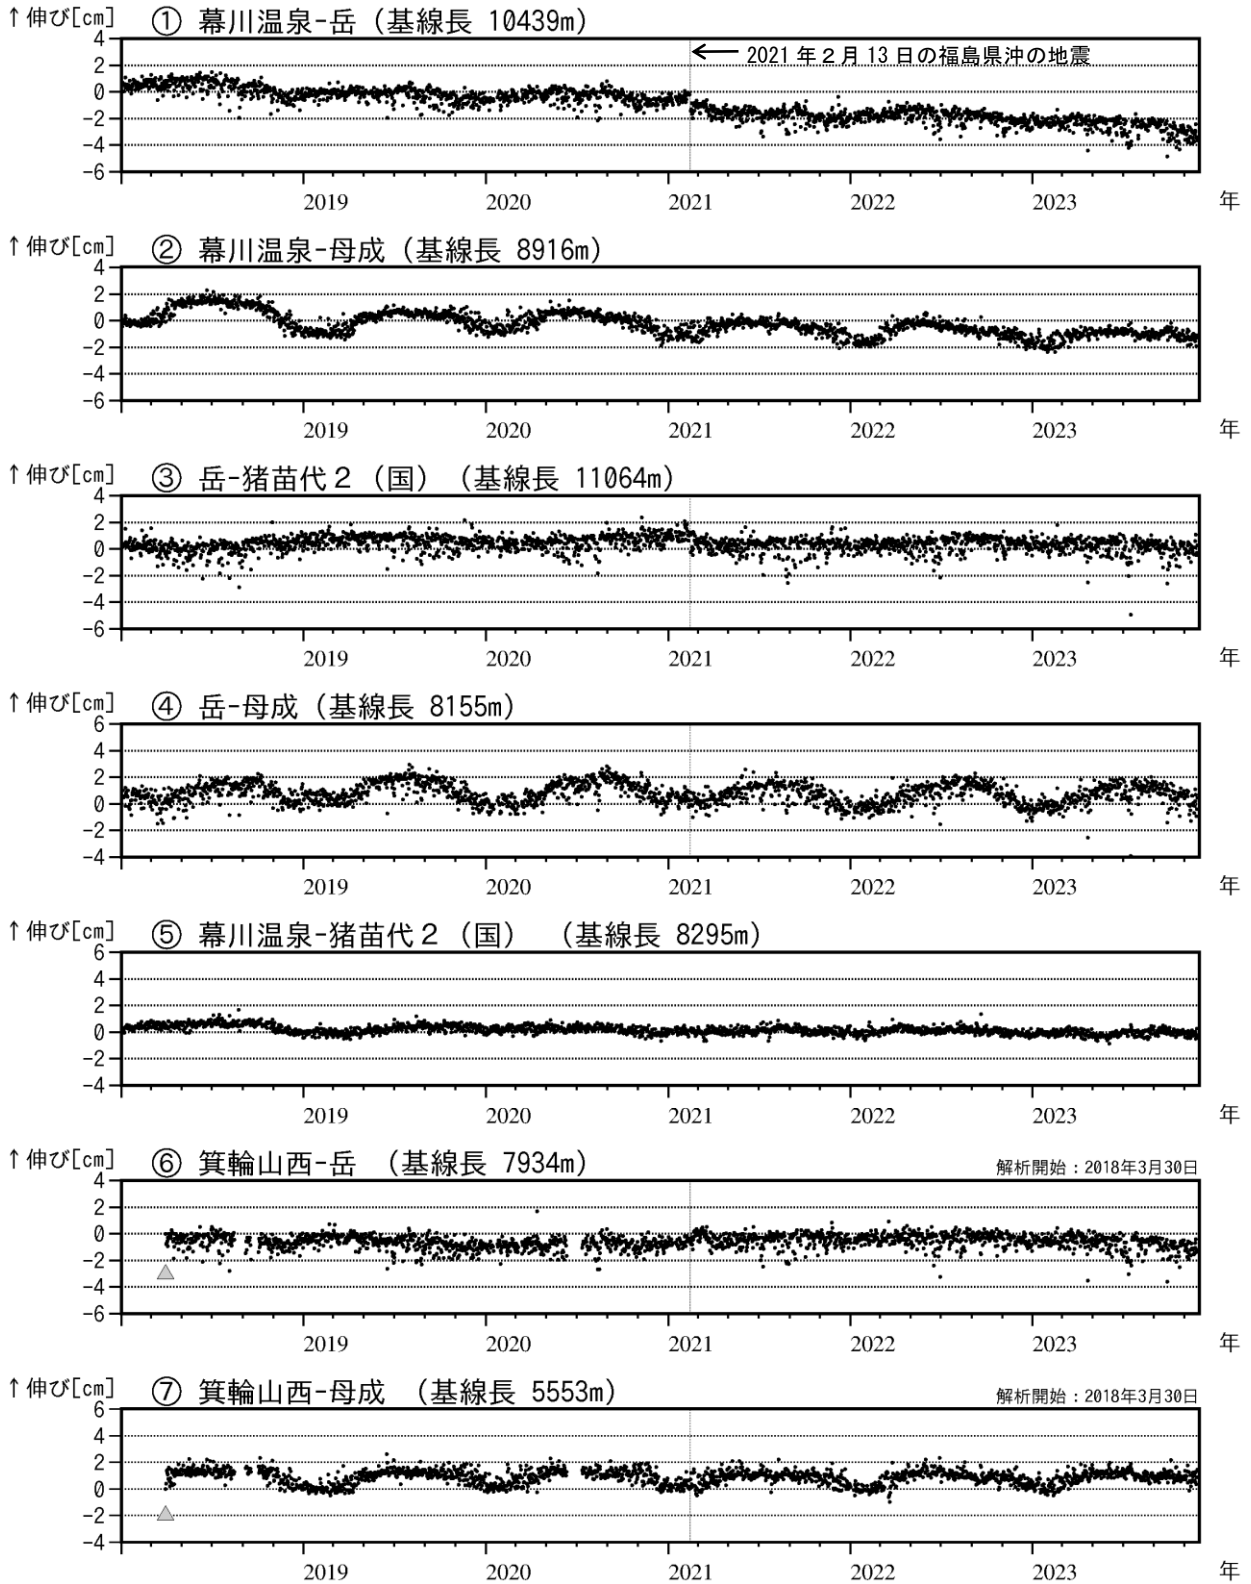 ↑伸び[cm] ① 幕川温泉-岳 (基線長 10439m)
4
2
0
-2
-4
-6
2021年2月13日の福島県沖の地震
2019 2020 2021 2022 2023 年
↑伸び[cm] ② 幕川温泉-母成 (基線長 8916m)
4
2
0
-2
-4
-6
2019 2020 2021 2022 2023 年
↑伸び[cm] ③ 岳-猪苗代2（国）（基線長 11064m)
4
2
0
-2
-4
-6
2019 2020 2021 2022 2023 年
↑伸び[cm] ④ 岳-母成 (基線長 8155m)
6
4
2
0
-2
-4
2019 2020 2021 2022 2023 年
↑伸び[cm] ⑤ 幕川温泉-猪苗代2（国） （基線長 8295m)
6
4
2
0
-2
-4
2019 2020 2021 2022 2023 年
↑伸び[cm] ⑥ 箕輪山西-岳 （基線長 7934m)
解析開始：2018年3月30日
4
2
0
-2
-4
-6
2019 2020 2021 2022 2023 年
↑伸び[cm] ⑦ 箕輪山西-母成 （基線長 5553m)
解析開始：2018年3月30日
6
4
2
0
-2
-4
2019 2020 2021 2022 2023 年